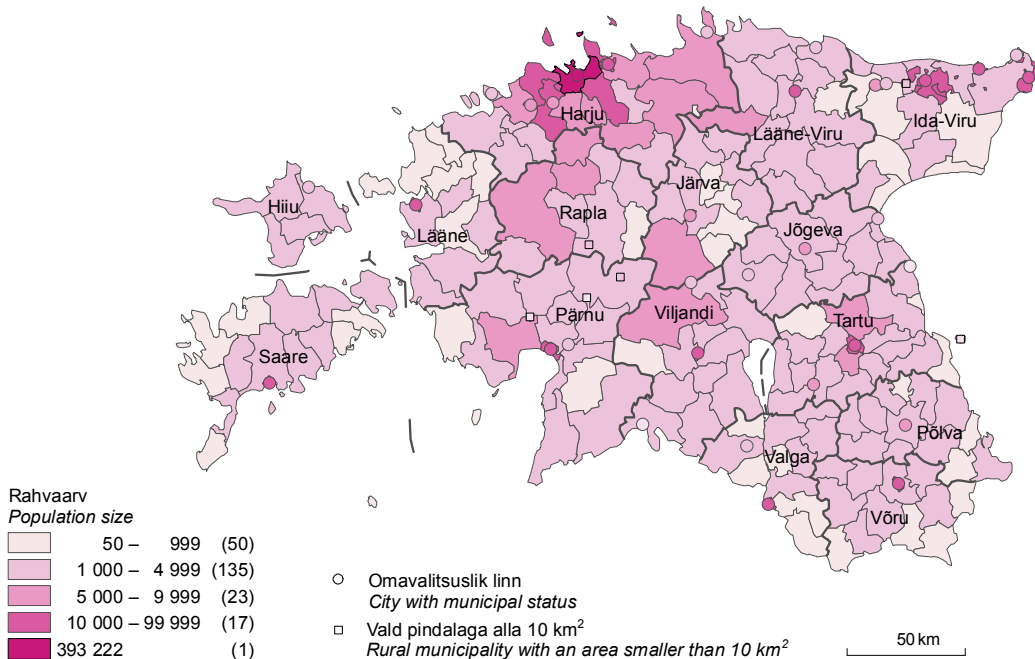 Harju
Lääne-Viru
Ida-Viru
Järva
Hiiu
Rapla
Lääne
Jõgeva
Pärnu
Viljandi
Tartu
Saare
Põlva
Valga
Võru
Rahvaarv
Population size
50 – 999 (50)
1 000 – 4 999 (135)
5 000 – 9 999 (23)
10 000 – 99 999 (17)
393 222 (1)
Omavalitsuslik linn
City with municipal status
Vald pindalaga alla 10 km²
Rural municipality with an area smaller than 10 km²
50 km